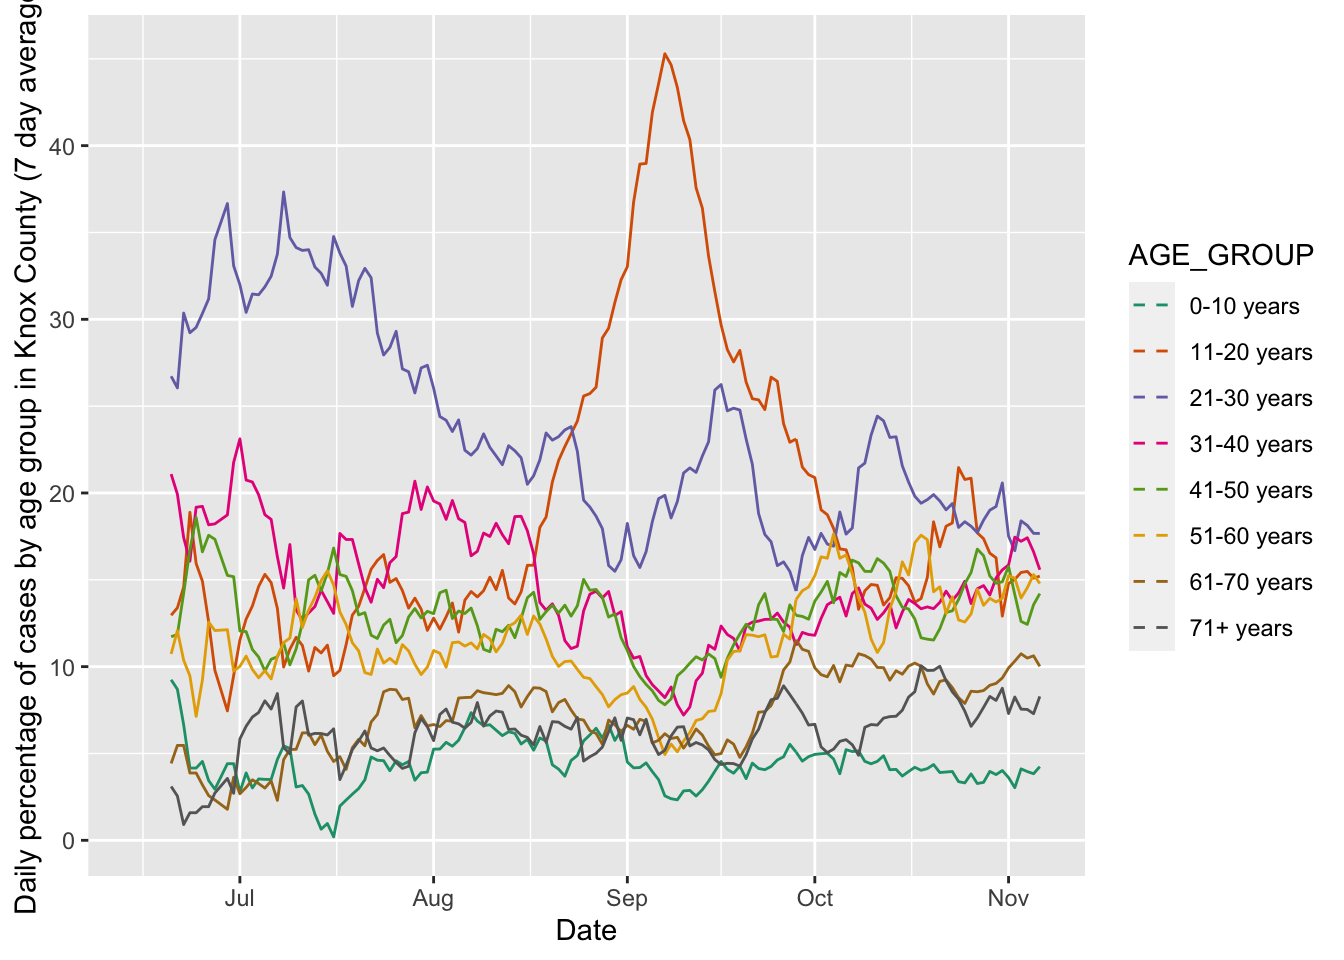 Daily percentage of cases by age group in Knox County (7 day average
40
30
20
10
0
Jul
Aug
Sep
Oct
Nov
Date
AGE_GROUP
0-10 years
11-20 years
21-30 years
31-40 years
41-50 years
51-60 years
61-70 years
71+ years